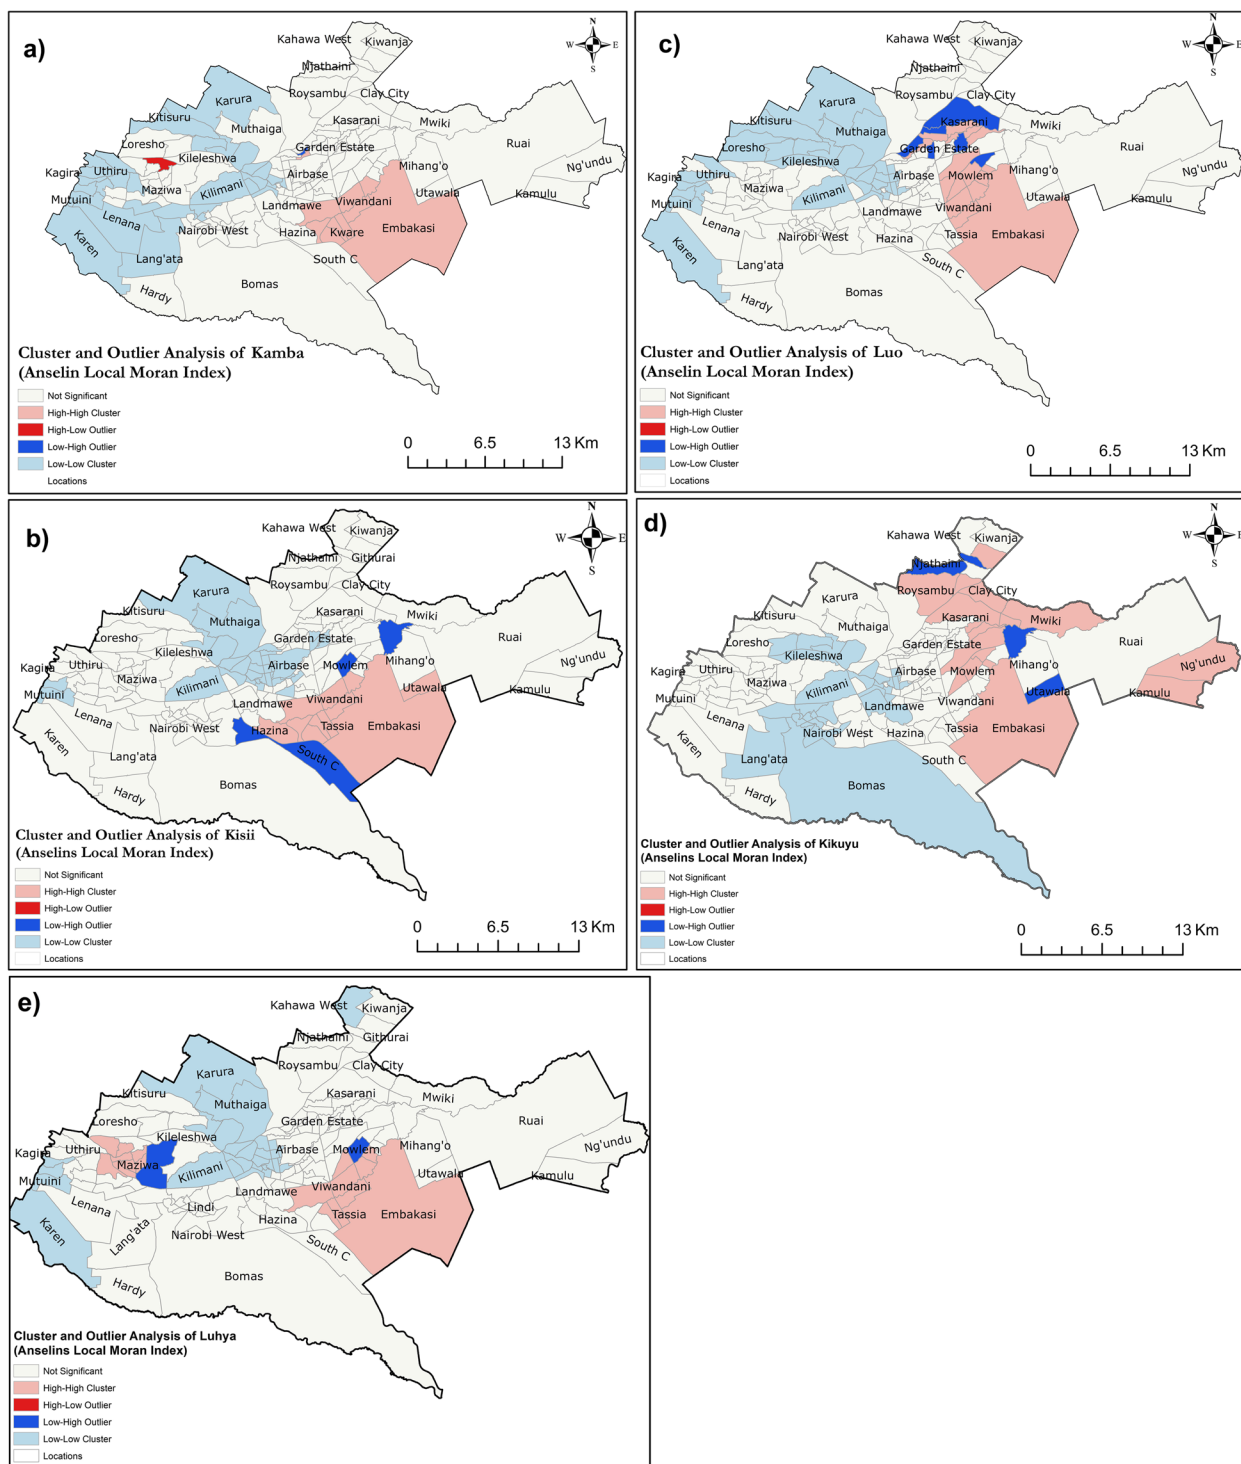 a)
N
W E
S
Kahawa West
Kiwanja
Njathaini
Roysambu
Clay City
Karura
Kitisuru
Muthaiga
Kasarani
Mwiki
Loresho
Garden Estate
Ruai
Kileleshwa
Kagira
Uthiru
Airbase
Mihang'o
Ng'undu
Maziwa
Kilimani
Utawala
Kamulu
Mutuini
Lenana
Landmawe
Viwandani
Nairobi West
Hazina
Kware
Embakasi
Karen
Lang'ata
South C
Hardy
Bomas
Cluster and Outlier Analysis of Kamba
(Anselin Local Moran Index)
Not Significant
High-High Cluster
High-Low Outlier
Low-High Outlier
Low-Low Cluster
Locations
0 6.5 13 Km
c)
N
W E
S
Kahawa West
Kiwanja
Njathaini
Roysambu
Clay City
Karura
Kitisuru
Muthaiga
Kasarani
Mwiki
Loresho
Garden Estate
Ruai
Kileleshwa
Kagira
Uthiru
Airbase
Mowlem
Mihang'o
Ng'undu
Maziwa
Kilimani
Utawala
Kamulu
Mutuini
Lenana
Landmawe
Viwandani
Nairobi West
Hazina
Tassia
Embakasi
Karen
Lang'ata
South C
Hardy
Bomas
Cluster and Outlier Analysis of Luo
(Anselin Local Moran Index)
Not Significant
High-High Cluster
High-Low Outlier
Low-High Outlier
Low-Low Cluster
Locations
0 6.5 13 Km
b)
N
W E
S
Kahawa West
Kiwanja
Njathaini
Githurai
Roysambu
Clay City
Karura
Kitisuru
Muthaiga
Kasarani
Mwiki
Loresho
Garden Estate
Ruai
Kileleshwa
Kagira
Uthiru
Airbase
Mowlem
Mihang'o
Ng'undu
Maziwa
Kilimani
Utawala
Kamulu
Mutuini
Lenana
Landmawe
Viwandani
Nairobi West
Hazina
Tassia
Embakasi
Karen
Lang'ata
South C
Hardy
Bomas
Cluster and Outlier Analysis of Kisii
(Anselins Local Moran Index)
Not Significant
High-High Cluster
High-Low Outlier
Low-High Outlier
Low-Low Cluster
Locations
0 6.5 13 Km
d)
N
W E
S
Kahawa West
Kiwanja
Njathaini
Roysambu
Clay City
Karura
Kitisuru
Muthaiga
Kasarani
Mwiki
Loresho
Garden Estate
Ruai
Kileleshwa
Kagira
Uthiru
Airbase
Mowlem
Mihang'o
Ng'undu
Maziwa
Kilimani
Utawala
Kamulu
Mutuini
Lenana
Landmawe
Viwandani
Nairobi West
Hazina
Tassia
Embakasi
Karen
Lang'ata
South C
Hardy
Bomas
Cluster and Outlier Analysis of Kikuyu
(Anselins Local Moran Index)
Not Significant
High-High Cluster
High-Low Outlier
Low-High Outlier
Low-Low Cluster
Locations
0 6.5 13 Km
e)
Kahawa West
Kiwanja
Njathaini
Githurai
Roysambu
Clay City
Karura
Kitisuru
Muthaiga
Kasarani
Mwiki
Loresho
Garden Estate
Ruai
Kileleshwa
Kagira
Uthiru
Airbase
Mowlem
Mihang'o
Ng'undu
Maziwa
Kilimani
Utawala
Kamulu
Mutuini
Lenana
Lindi
Landmawe
Viwandani
Nairobi West
Hazina
Tassia
Embakasi
Karen
Lang'ata
South C
Hardy
Bomas
Cluster and Outlier Analysis of Luhya
(Anselins Local Moran Index)
Not Significant
High-High Cluster
High-Low Outlier
Low-High Outlier
Low-Low Cluster
Locations